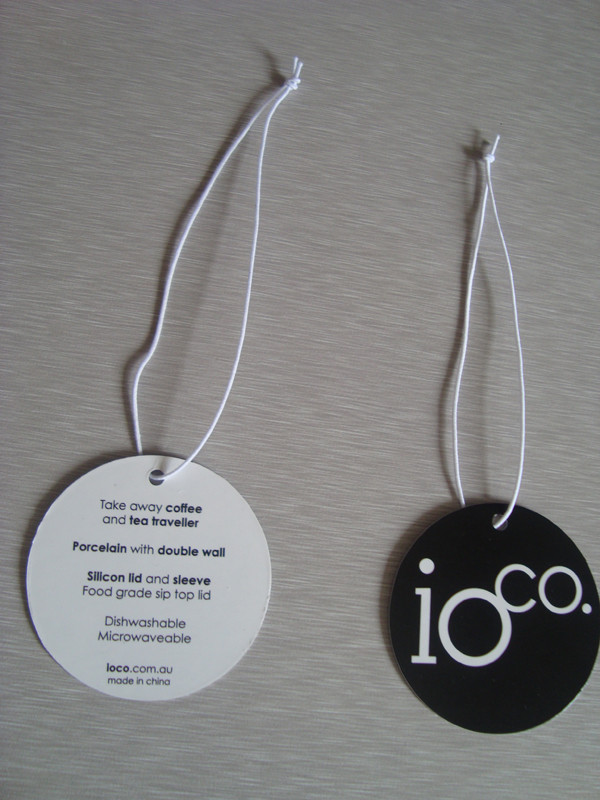 Take away coffee
and tea traveller
Porcelain with double wall
Silicon lid and sleeve
Food grade sip top lid
Dishwashable
Microwaveable
ioco.com.au
made in china
ioco.